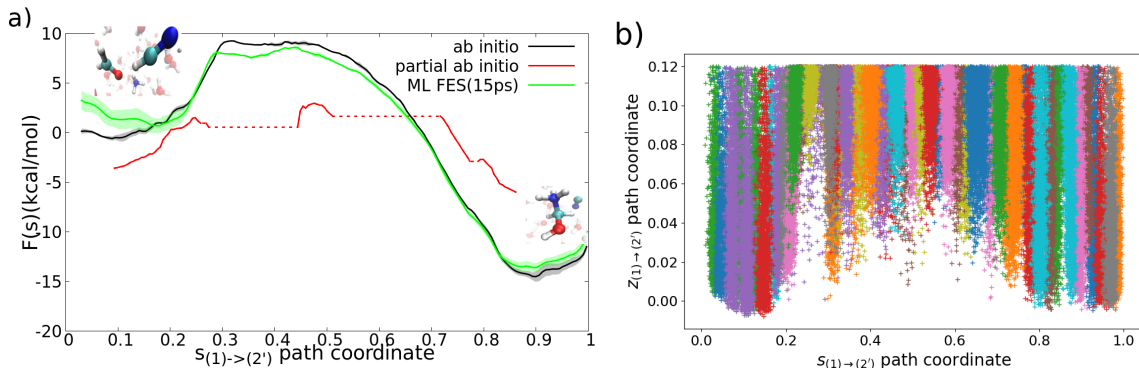 a)
10
5
0
-5
-10
-15
-20
F(s)(kcal/mol)
ab initio
partial ab initio
ML FES(15ps)
0 0.1 0.2 0.3 0.4 0.5 0.6 0.7 0.8 0.9 1
s(1)->(2') path coordinate
b)
0.12
0.10
0.08
0.06
0.04
0.02
0.00
z(1)→(2') path coordinate
0.0 0.2 0.4 0.6 0.8 1.0
s(1)→(2') path coordinate